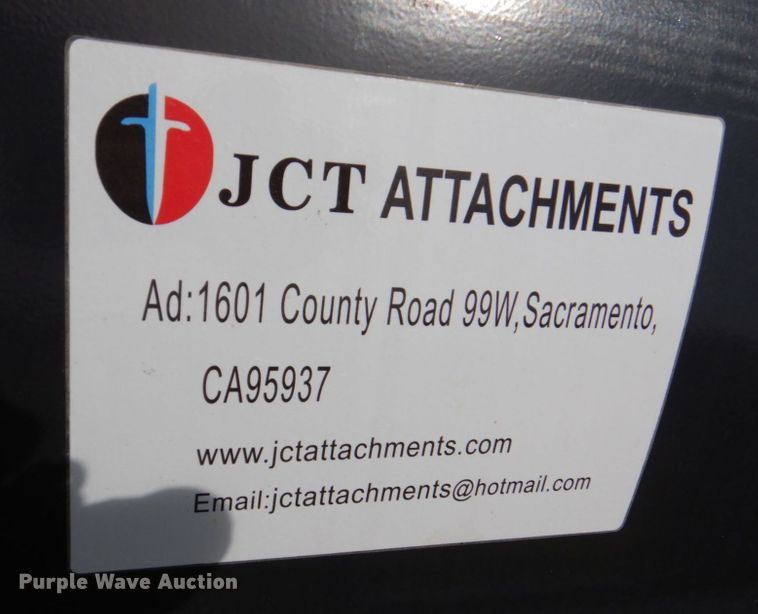 JCT ATTACHMENTS
Ad:1601 County Road 99W,Sacramento,
CA95937
www.jctattachments.com
Email:jctattachments@hotmail.com
Purple Wave Auction